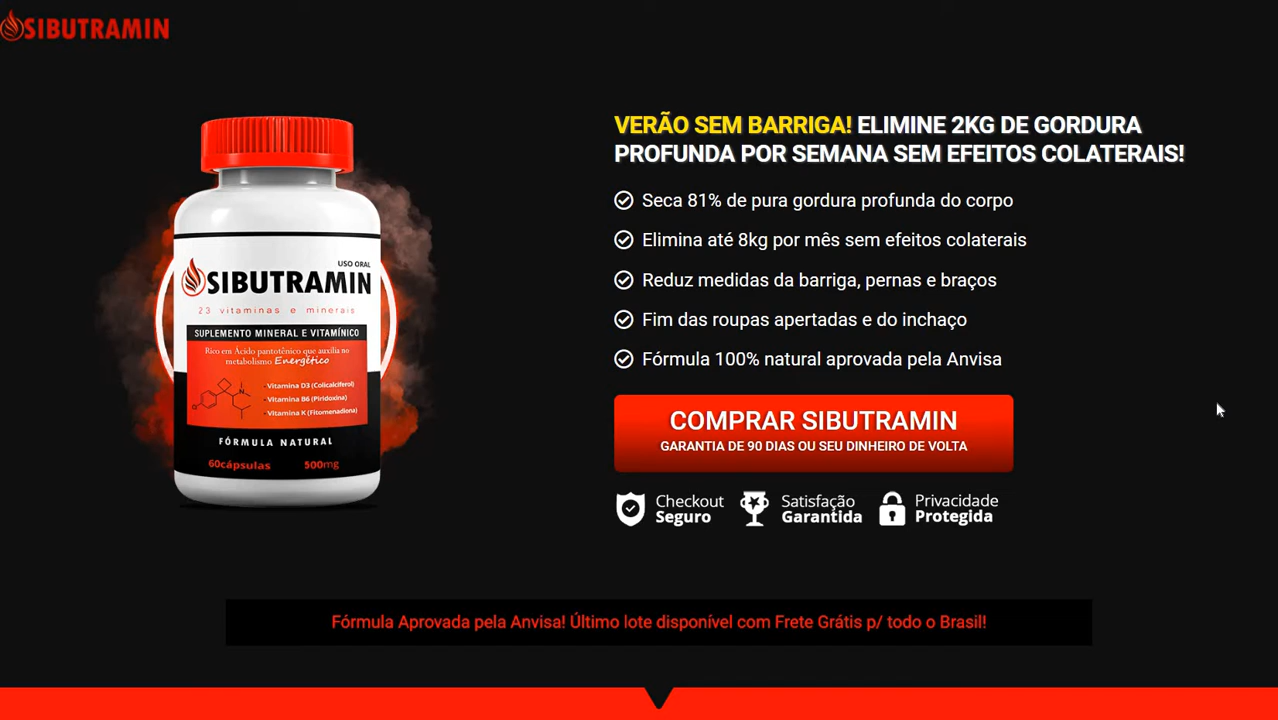 SIBUTRAMIN
VERÃO SEM BARRIGA! ELIMINE 2KG DE GORDURA
PROFUNDA POR SEMANA SEM EFEITOS COLATERAIS!
Seca 81% de pura gordura profunda do corpo
Elimina até 8kg por mês sem efeitos colaterais
Reduz medidas da barriga, pernas e braços
Fim das roupas apertadas e do inchaço
Fórmula 100% natural aprovada pela Anvisa
COMPRAR SIBUTRAMIN
GARANTIA DE 90 DIAS OU SEU DINHEIRO DE VOLTA
Checkout
Seguro
Satisfação
Garantida
Privacidade
Protegida
USO ORAL
SIBUTRAMIN
23 vitaminas e minerais
SUPLEMENTO MINERAL E VITAMÍNICO
Rico em Ácido pantotênico que auxilia no
metabolismo Energético
· Vitamina D3 (Colicalciferol)
· Vitamina B6 (Piridoxina)
· Vitamina K (Fitomenadiona)
FÓRMULA NATURAL
60cápsulas 500mg
Fórmula Aprovada pela Anvisa! Último lote disponível com Frete Grátis p/ todo o Brasil!